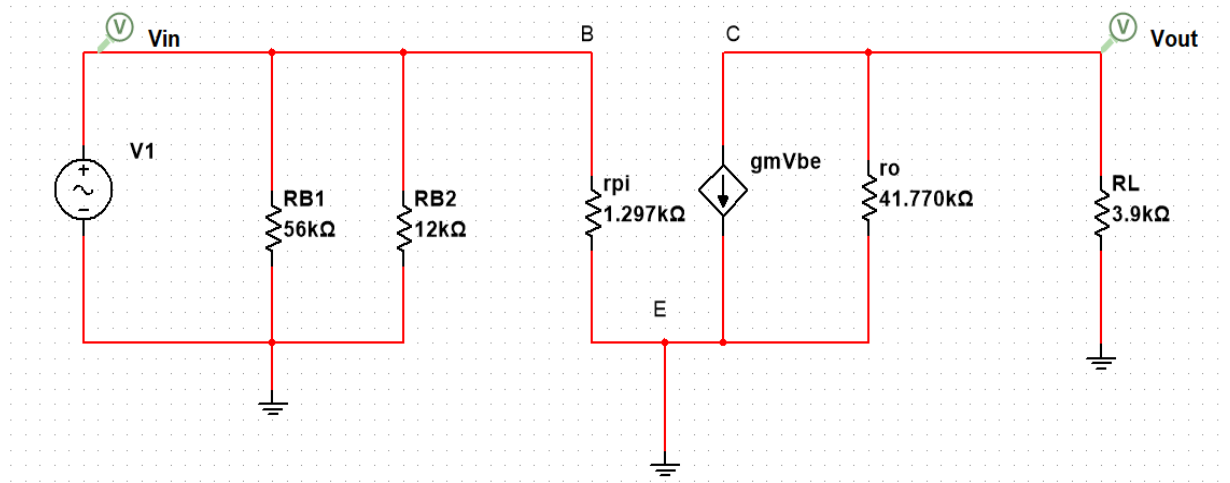 V
Vin
B
C
V
Vout
V1
+
−
RB1
56kΩ
RB2
12kΩ
rpi
1.297kΩ
gmVbe
ro
41.770kΩ
RL
3.9kΩ
E